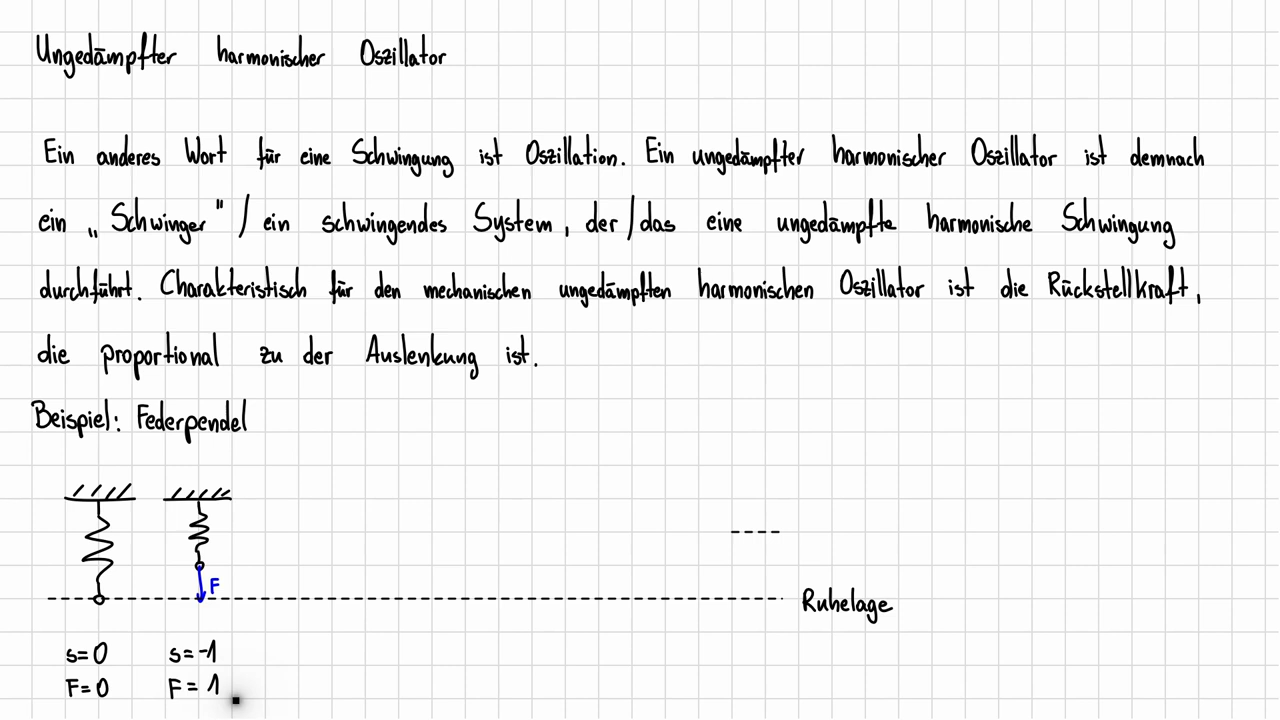 Ungedämpfter harmonischer Oszillator
Ein anderes Wort für eine Schwingung ist Oszillation. Ein ungedämpfter harmonischer Oszillator ist demnach
ein „Schwinger"/ ein schwingendes System, der/das eine ungedämpfte harmonische Schwingung
durchführt. Charakteristisch für den mechanischen ungedämpften harmonischen Oszillator ist die Rückstellkraft,
die proportional zu der Auslenkung ist.
Beispiel: Federpendel
F
Ruhelage
s=0 s=-1
F=0 F=1